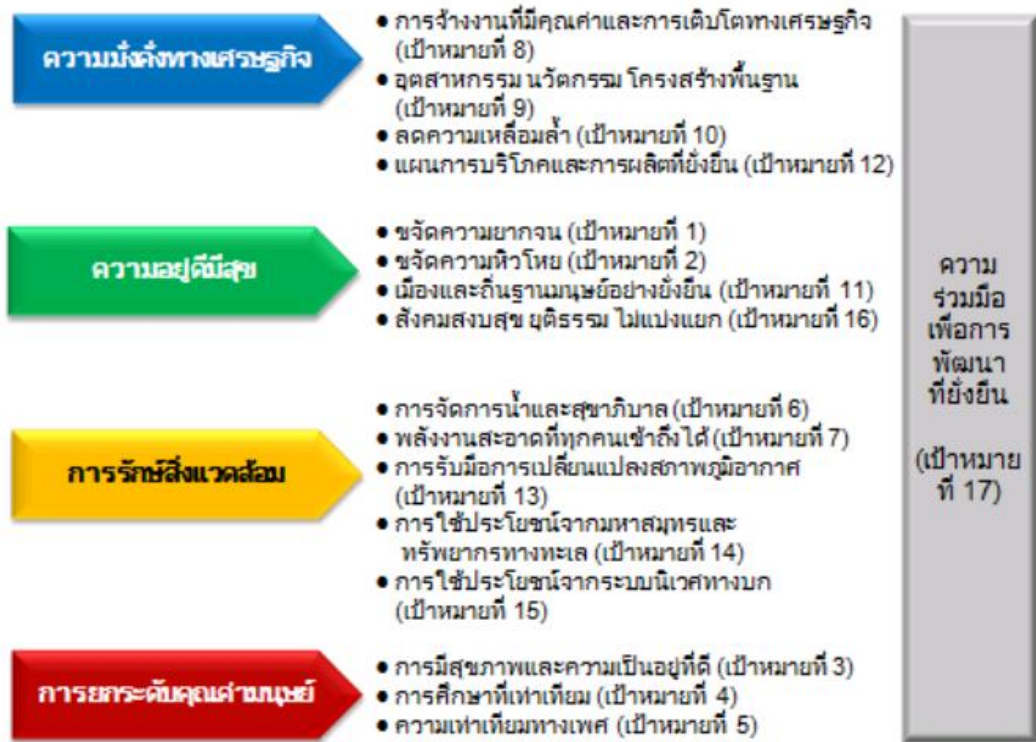 ความมั่งคั่งทางเศรษฐกิจ
● การจ้างงานที่มีคุณค่าและการเติบโตทางเศรษฐกิจ
(เป้าหมายที่ 8)
● อุตสาหกรรม นวัตกรรม โครงสร้างพื้นฐาน
(เป้าหมายที่ 9)
● ลดความเหลื่อมล้ำ (เป้าหมายที่ 10)
● แผนการบริโภคและการผลิตที่ยั่งยืน (เป้าหมายที่ 12)
ความอยู่ดีมีสุข
● ขจัดความยากจน (เป้าหมายที่ 1)
● ขจัดความหิวโหย (เป้าหมายที่ 2)
● เมืองและถิ่นฐานมนุษย์อย่างยั่งยืน (เป้าหมายที่ 11)
● สังคมสงบสุข ยุติธรรม ไม่แบ่งแยก (เป้าหมายที่ 16)
การรักษ์สิ่งแวดล้อม
● การจัดการน้ำและสุขาภิบาล (เป้าหมายที่ 6)
● พลังงานสะอาดที่ทุกคนเข้าถึงได้ (เป้าหมายที่ 7)
● การรับมือการเปลี่ยนแปลงสภาพภูมิอากาศ
(เป้าหมายที่ 13)
● การใช้ประโยชน์จากมหาสมุทรและ
ทรัพยากรทางทะเล (เป้าหมายที่ 14)
● การใช้ประโยชน์จากระบบนิเวศทางบก
(เป้าหมายที่ 15)
การยกระดับคุณค่ามนุษย์
● การมีสุขภาพและความเป็นอยู่ที่ดี (เป้าหมายที่ 3)
● การศึกษาที่เท่าเทียม (เป้าหมายที่ 4)
● ความเท่าเทียมทางเพศ (เป้าหมายที่ 5)
ความ
ร่วมมือ
เพื่อการ
พัฒนา
ที่ยั่งยืน
(เป้าหมาย
ที่ 17)